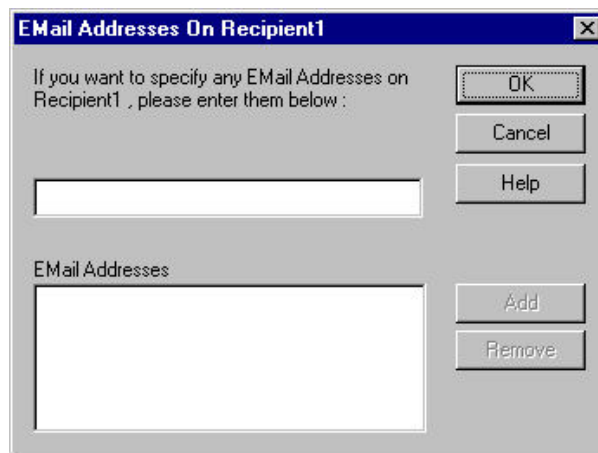 EMail Addresses On Recipient1
If you want to specify any EMail Addresses on
Recipient1 , please enter them below :
OK
Cancel
Help
EMail Addresses
Add
Remove